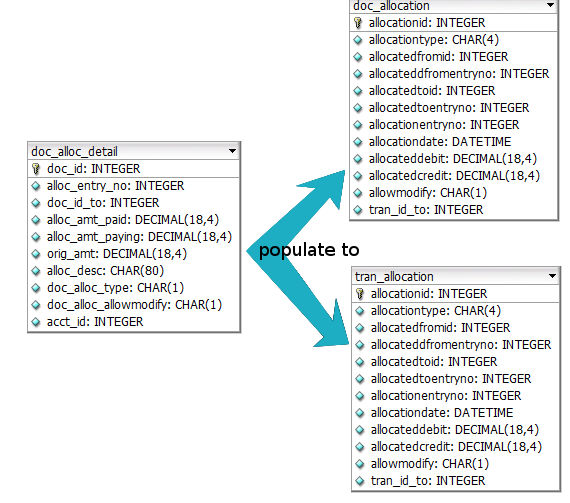 doc_allocation
allocationid: INTEGER
allocationtype: CHAR(4)
allocatedfromid: INTEGER
allocateddfromentryno: INTEGER
allocatedtoid: INTEGER
allocatedtoentryno: INTEGER
allocationentryno: INTEGER
allocationdate: DATETIME
allocateddebit: DECIMAL(18,4)
allocatedcredit: DECIMAL(18,4)
allowmodify: CHAR(1)
tran_id_to: INTEGER
doc_alloc_detail
doc_id: INTEGER
alloc_entry_no: INTEGER
doc_id_to: INTEGER
alloc_amt_paid: DECIMAL(18,4)
alloc_amt_paying: DECIMAL(18,4)
orig_amt: DECIMAL(18,4)
alloc_desc: CHAR(80)
doc_alloc_type: CHAR(1)
doc_alloc_allowmodify: CHAR(1)
acct_id: INTEGER
populate to
tran_allocation
allocationid: INTEGER
allocationtype: CHAR(4)
allocatedfromid: INTEGER
allocateddfromentryno: INTEGER
allocatedtoid: INTEGER
allocatedtoentryno: INTEGER
allocationentryno: INTEGER
allocationdate: DATETIME
allocateddebit: DECIMAL(18,4)
allocatedcredit: DECIMAL(18,4)
allowmodify: CHAR(1)
tran_id_to: INTEGER